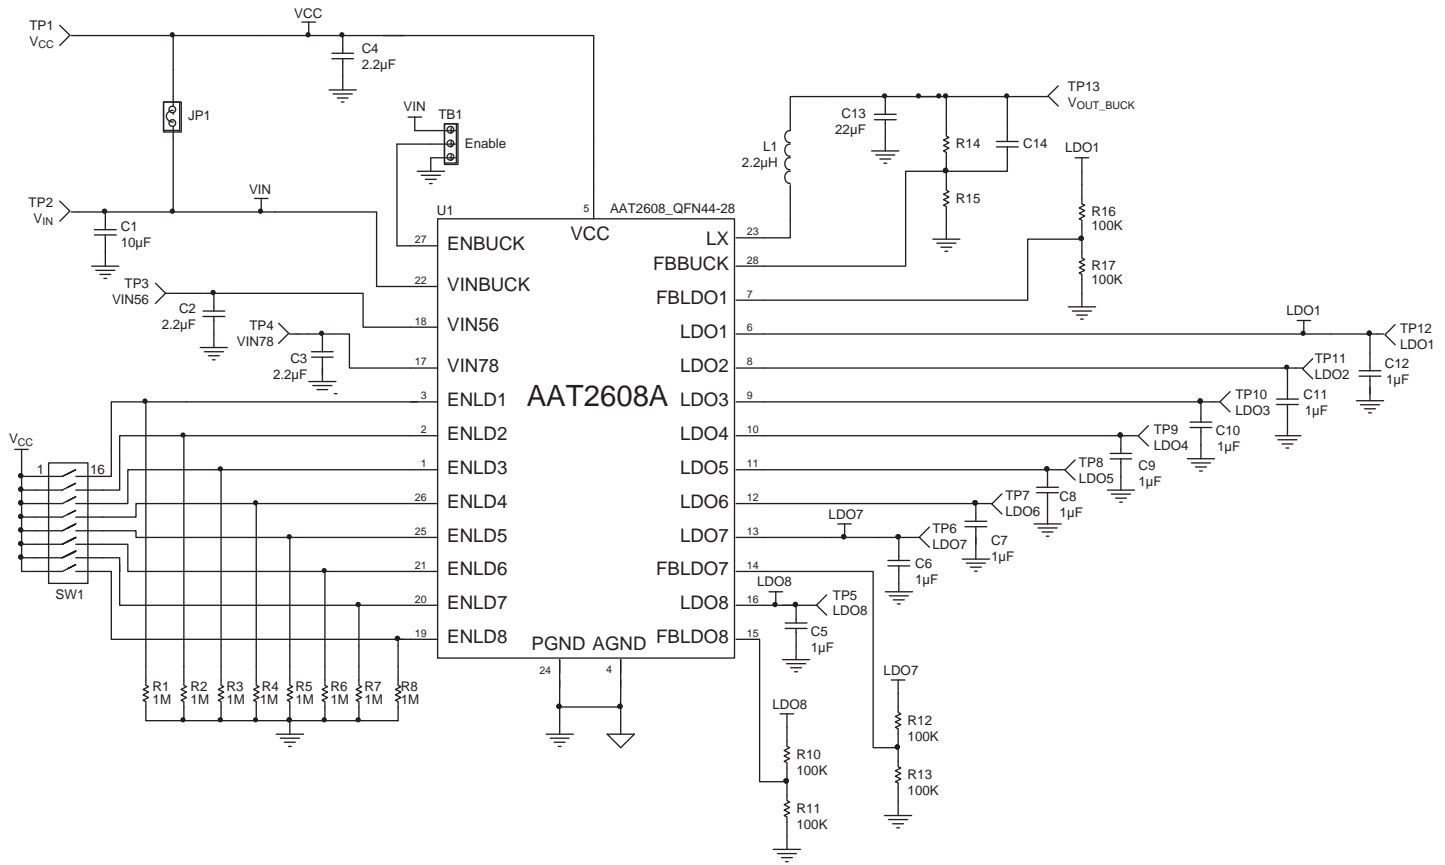 TP1
VCC
VCC
C4
2.2µF
JP1
VIN
TB1
Enable
TP2
VIN
VIN
C1
10µF
TP3
VIN56
C2
2.2µF
TP4
VIN78
C3
2.2µF
U1
AAT2608_QFN44-28
5
VCC
AAT2608A
27
ENBUCK
22
VINBUCK
18
VIN56
17
VIN78
3
ENLD1
2
ENLD2
1
ENLD3
26
ENLD4
25
ENLD5
21
ENLD6
20
ENLD7
19
ENLD8
PGND
AGND
24
4
LX
23
FBBUCK
28
FBLDO1
7
LDO1
6
LDO2
8
LDO3
9
LDO4
10
LDO5
11
LDO6
12
LDO7
13
FBLDO7
14
LDO8
16
FBLDO8
15
VCC
1
16
SW1
R1
1M
R2
1M
R3
1M
R4
1M
R5
1M
R6
1M
R7
1M
R8
1M
L1
2.2µH
C13
22µF
R14
C14
R15
TP13
VOUT_BUCK
LDO1
R16
100K
R17
100K
LDO1
TP12
LDO1
C12
1µF
TP11
LDO2
C11
1µF
TP10
LDO3
C10
1µF
TP9
LDO4
C9
1µF
TP8
LDO5
C8
1µF
TP7
LDO6
C7
1µF
LDO7
TP6
LDO7
C6
1µF
LDO8
TP5
LDO8
C5
1µF
LDO7
R12
100K
R13
100K
LDO8
R10
100K
R11
100K